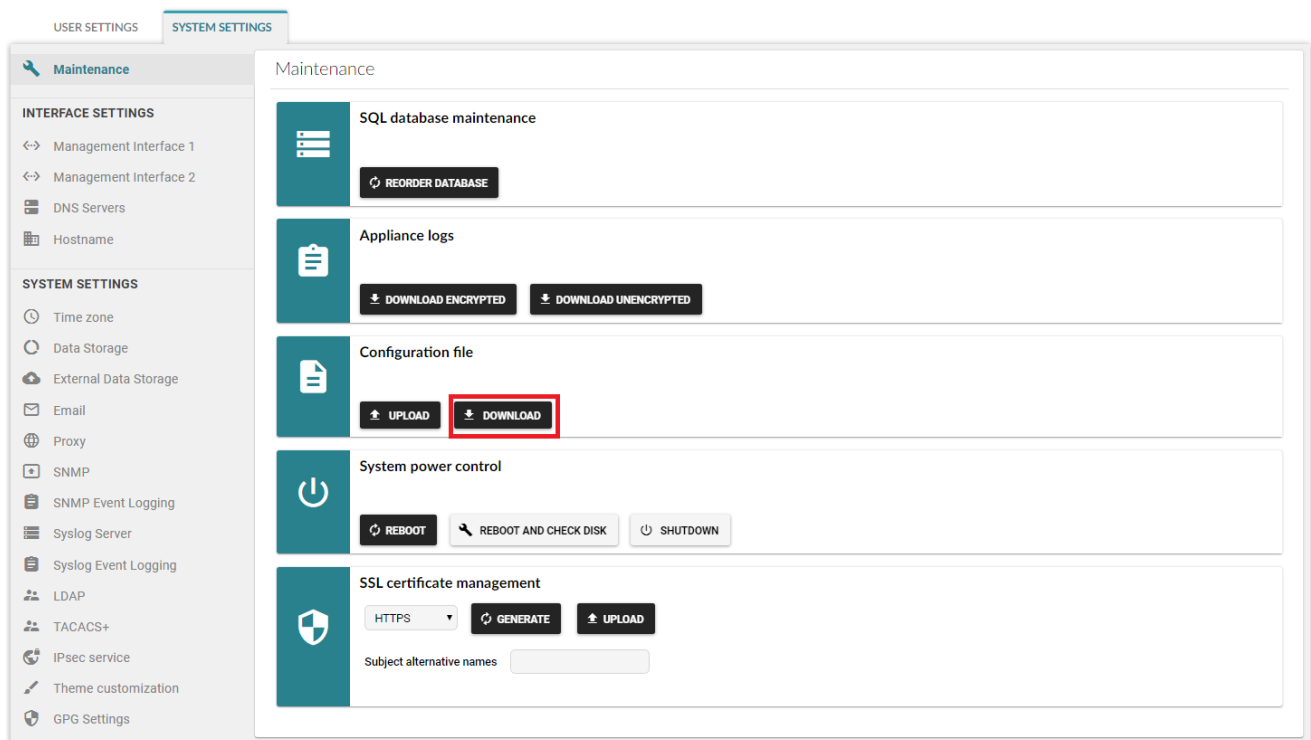 USER SETTINGS
SYSTEM SETTINGS
Maintenance
INTERFACE SETTINGS
Management Interface 1
Management Interface 2
DNS Servers
Hostname
SYSTEM SETTINGS
Time zone
Data Storage
External Data Storage
Email
Proxy
SNMP
SNMP Event Logging
Syslog Server
Syslog Event Logging
LDAP
TACACS+
IPsec service
Theme customization
GPG Settings
Maintenance
SQL database maintenance
REORDER DATABASE
Appliance logs
DOWNLOAD ENCRYPTED
DOWNLOAD UNENCRYPTED
Configuration file
UPLOAD
DOWNLOAD
System power control
REBOOT
REBOOT AND CHECK DISK
SHUTDOWN
SSL certificate management
HTTPS
GENERATE
UPLOAD
Subject alternative names